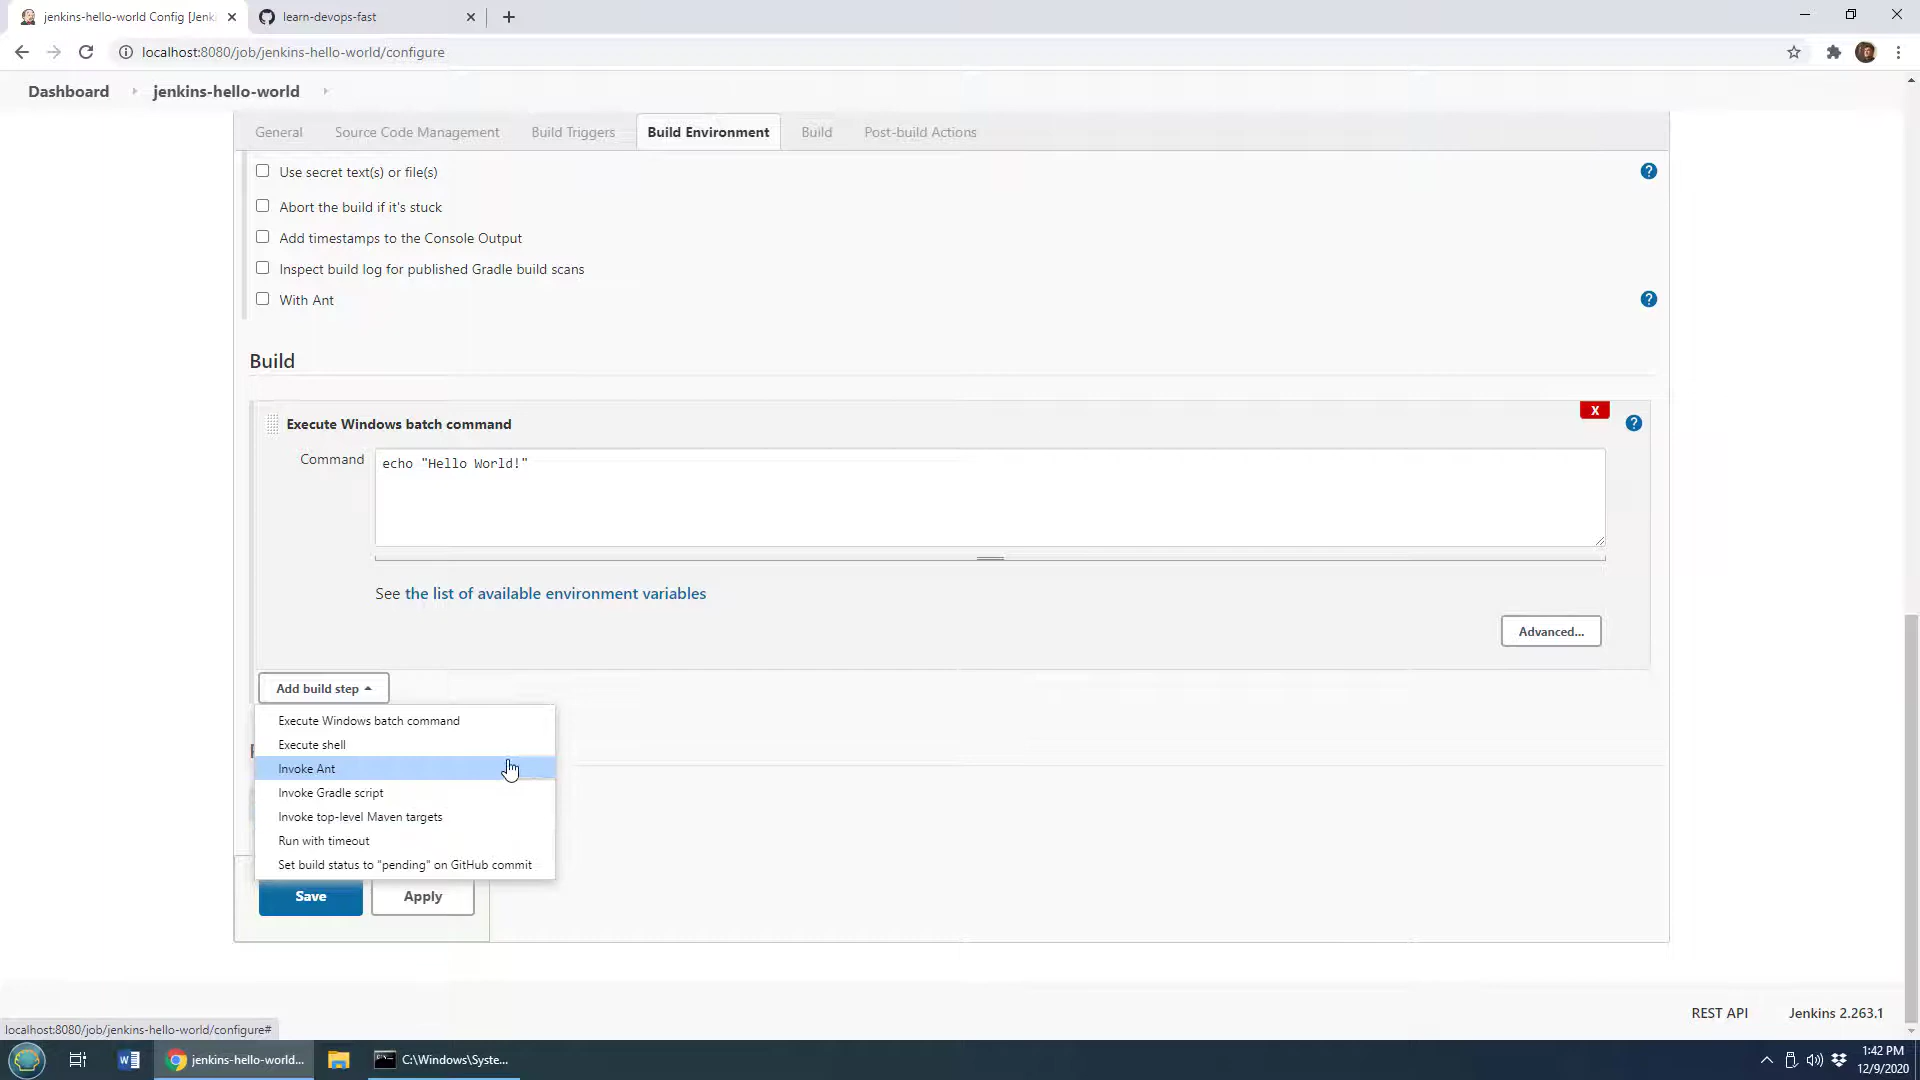 jenkins-hello-world Config [Jenki
learn-devops-fast
localhost:8080/job/jenkins-hello-world/configure
Dashboard
jenkins-hello-world
General
Source Code Management
Build Triggers
Build Environment
Build
Post-build Actions
Use secret text(s) or file(s)
?
Abort the build if it's stuck
Add timestamps to the Console Output
Inspect build log for published Gradle build scans
With Ant
?
Build
Execute Windows batch command
X
?
Command
echo "Hello World!"
See the list of available environment variables
Advanced...
Add build step
Execute Windows batch command
Execute shell
Invoke Ant
Invoke Gradle script
Invoke top-level Maven targets
Run with timeout
Set build status to "pending" on GitHub commit
Save
Apply
REST API
Jenkins 2.263.1
localhost:8080/job/jenkins-hello-world/configure#
jenkins-hello-world...
C:\Windows\Syste...
1:42 PM
12/9/2020